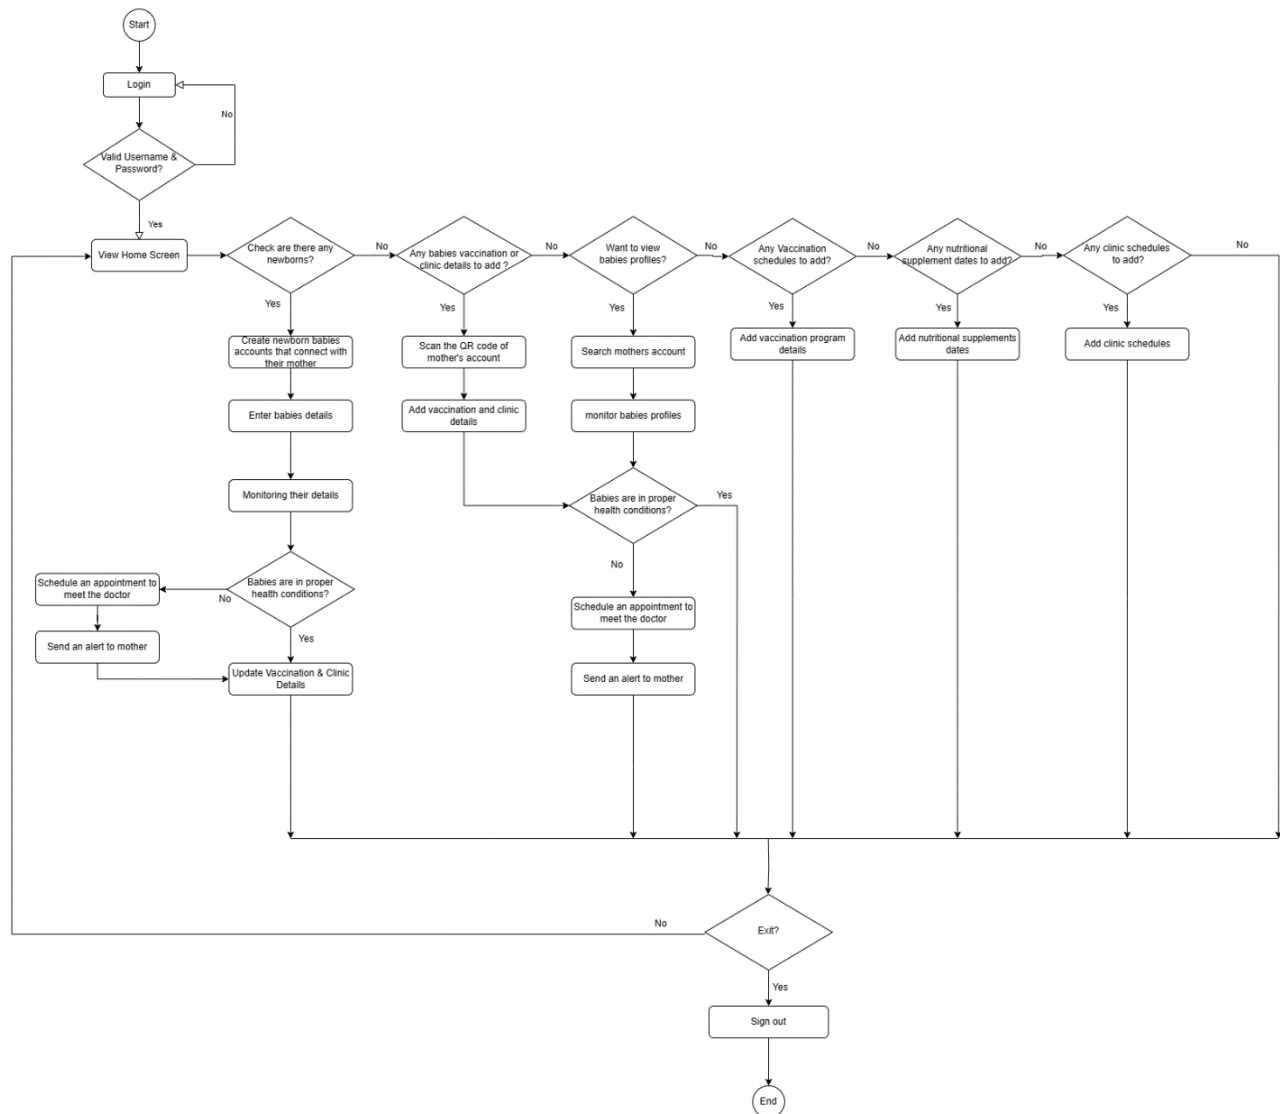 Start
Login
No
Valid Username &
Password?
Yes
View Home Screen
Check are there any
newborns?
No
Any babies vaccination or
clinic details to add ?
No
Want to view
babies profiles?
No
Any Vaccination
schedules to add?
No
Any nutritional
supplement dates to add?
No
Any clinic schedules
to add?
No
Yes
Yes
Yes
Yes
Yes
Yes
Create newborn babies
accounts that connect with
their mother
Scan the QR code of
mother's account
Search mothers account
Add vaccination program
details
Add nutritional supplements
dates
Add clinic schedules
Enter babies details
Add vaccination and clinic
details
monitor babies profiles
Monitoring their details
Babies are in proper
health conditions?
Yes
No
Schedule an appointment to
meet the doctor
No
Babies are in proper
health conditions?
Schedule an appointment to
meet the doctor
Send an alert to mother
Yes
Update Vaccination & Clinic
Details
Send an alert to mother
No
Exit?
Yes
Sign out
End